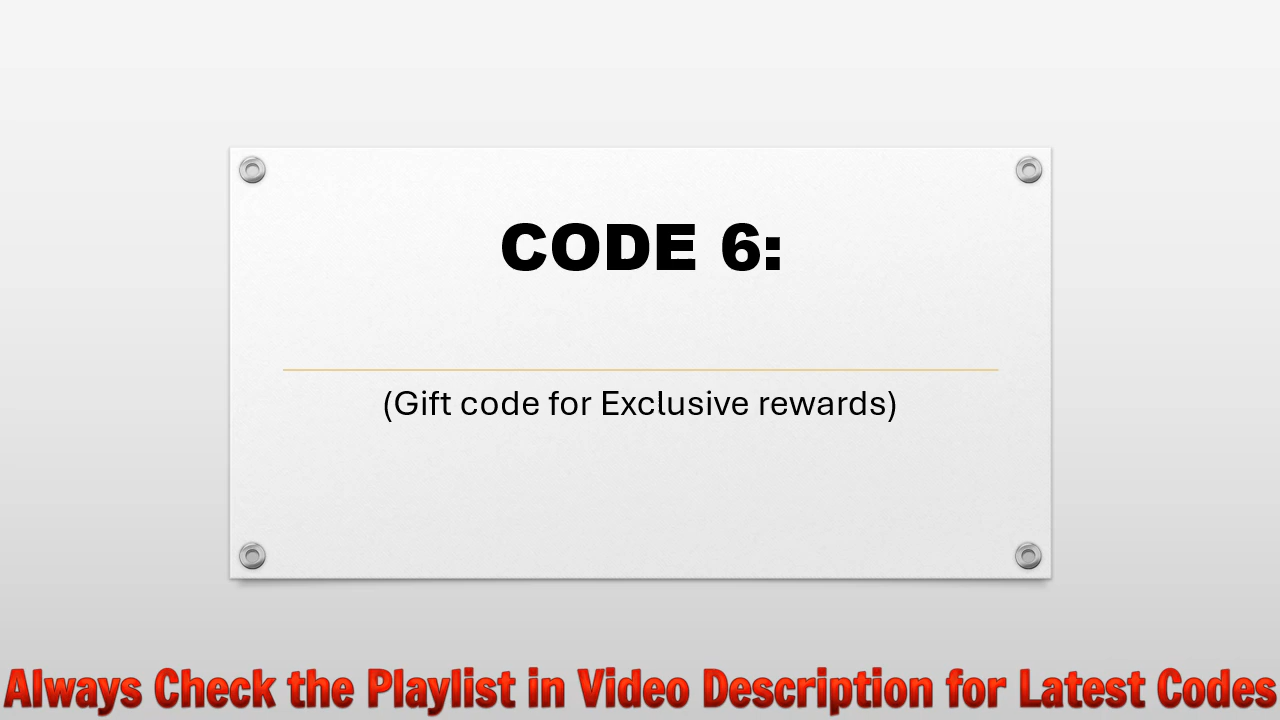 CODE 6:
(Gift code for Exclusive rewards)
Always Check the Playlist in Video Description for Latest Codes